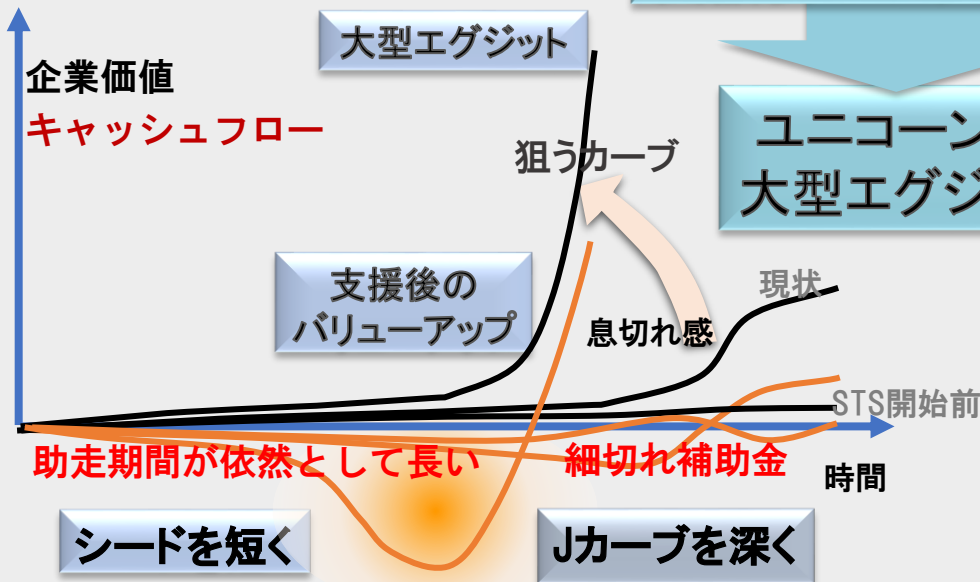 大型エグジット
企業価値
キャッシュフロー
狙うカーブ
ユニコーン
大型エグジ
支援後の
バリューアップ
現状
息切れ感
STS開始前
助走期間が依然として長い
細切れ補助金
時間
シードを短く
Jカーブを深く